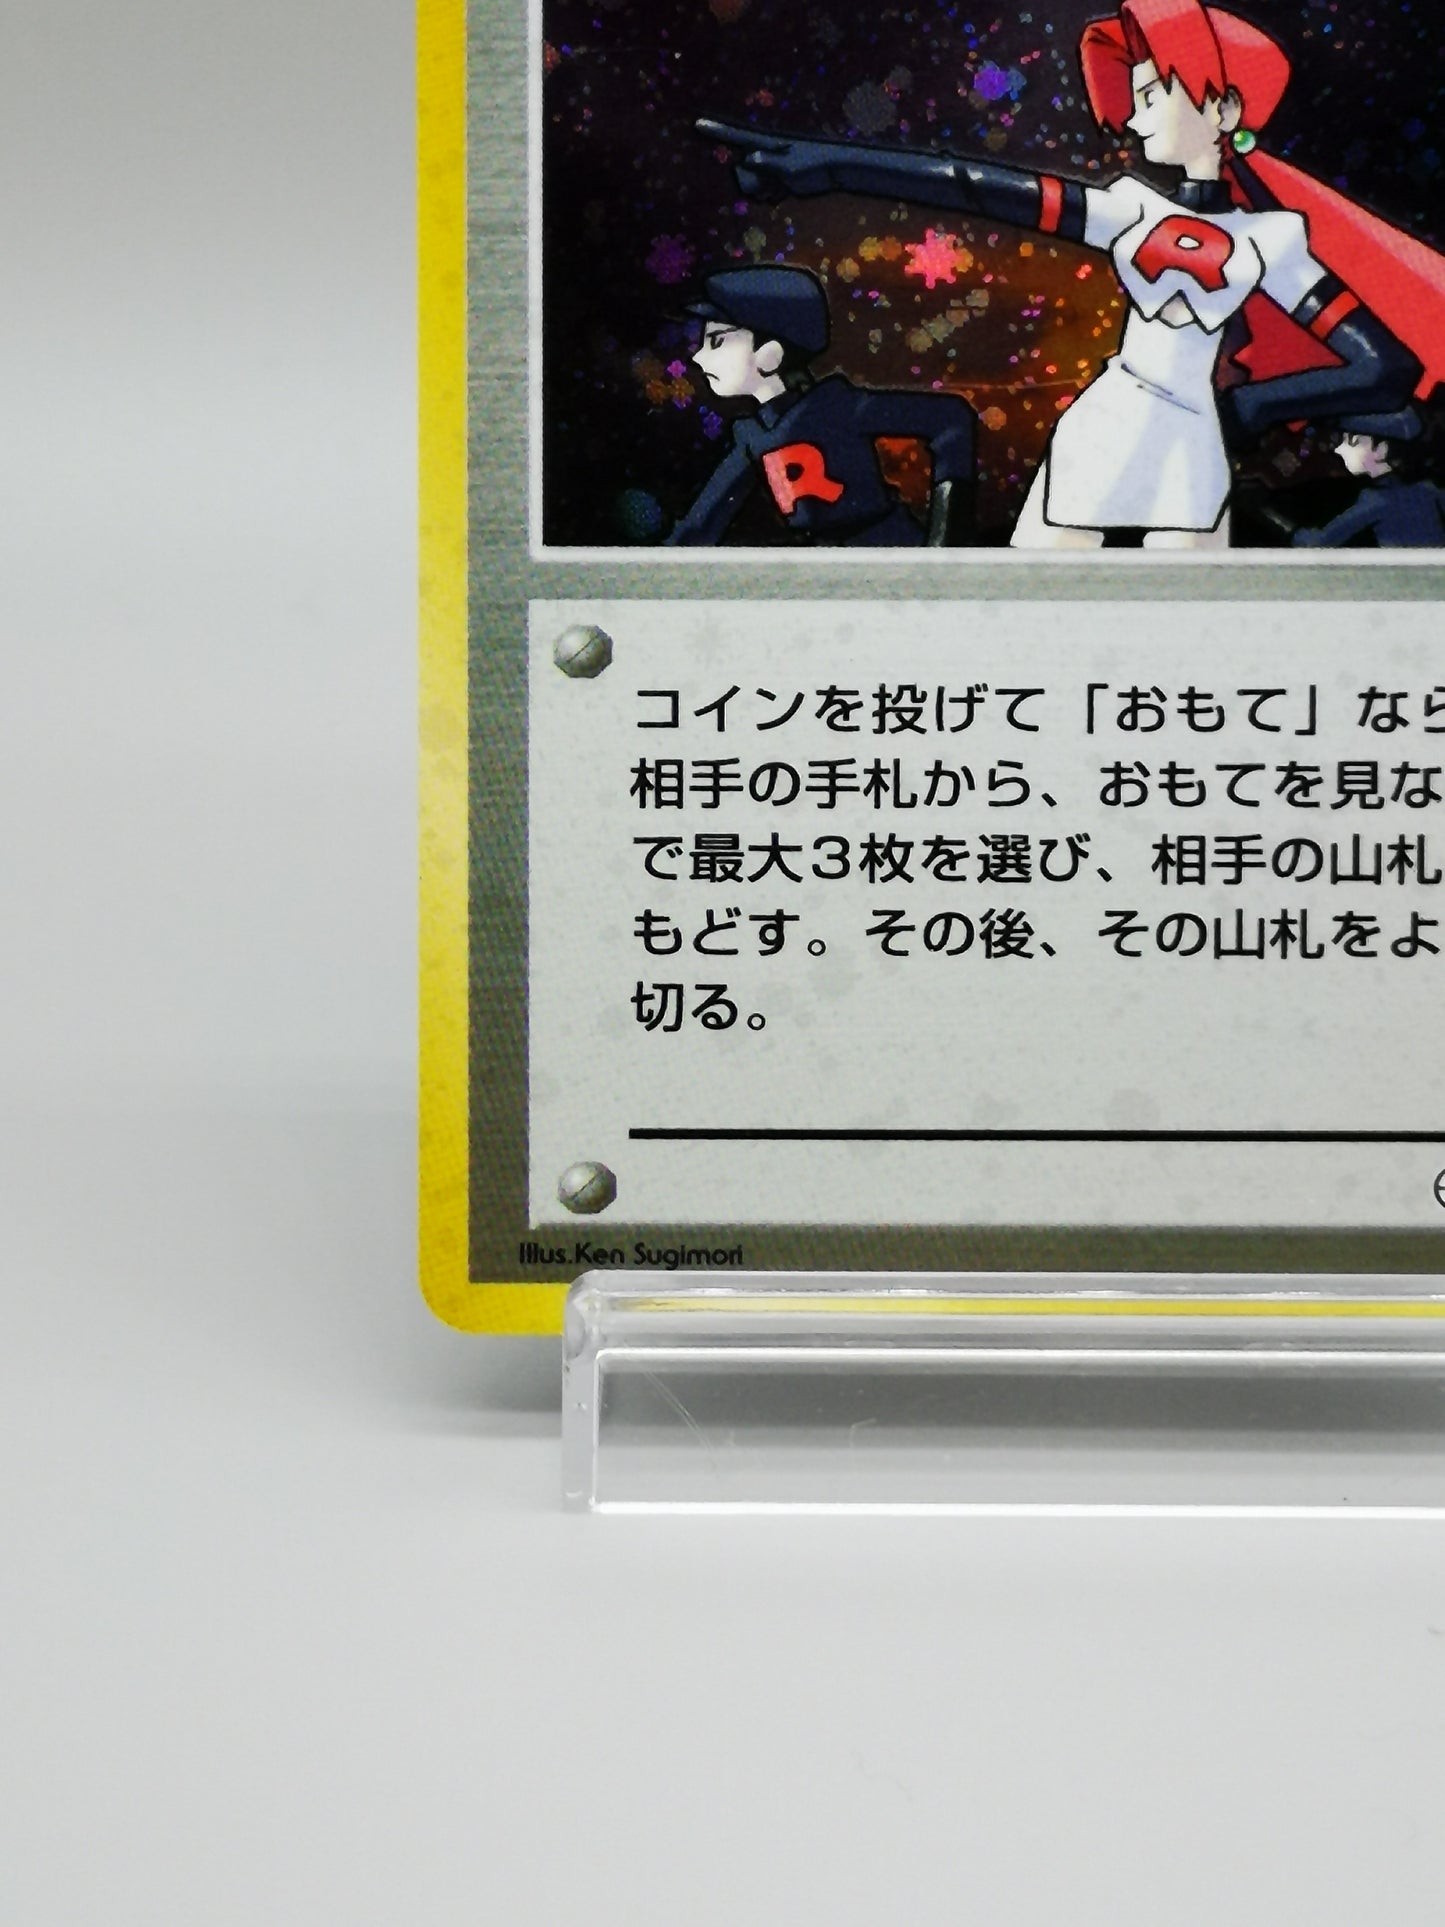 R
R
コインを投げて「おもて」なら
相手の手札から、おもてを見な
で最大3枚を選び、相手の山札
もどす。その後、その山札をよ
切る。
Illus.Ken Sugimori